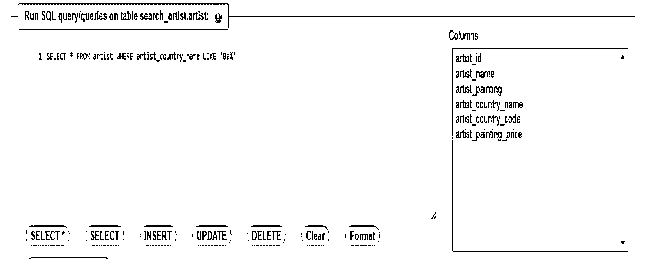 Run SQL query/queries on table search_artist.artist:
Columns
1 SELECT * FROM artist WHERE artist_country_name LIKE
artist_id
artist_name
artist_painting
artist_country_name
artist_country_code
artist_painting_price
SELECT * SELECT INSERT UPDATE DELETE Clear Format